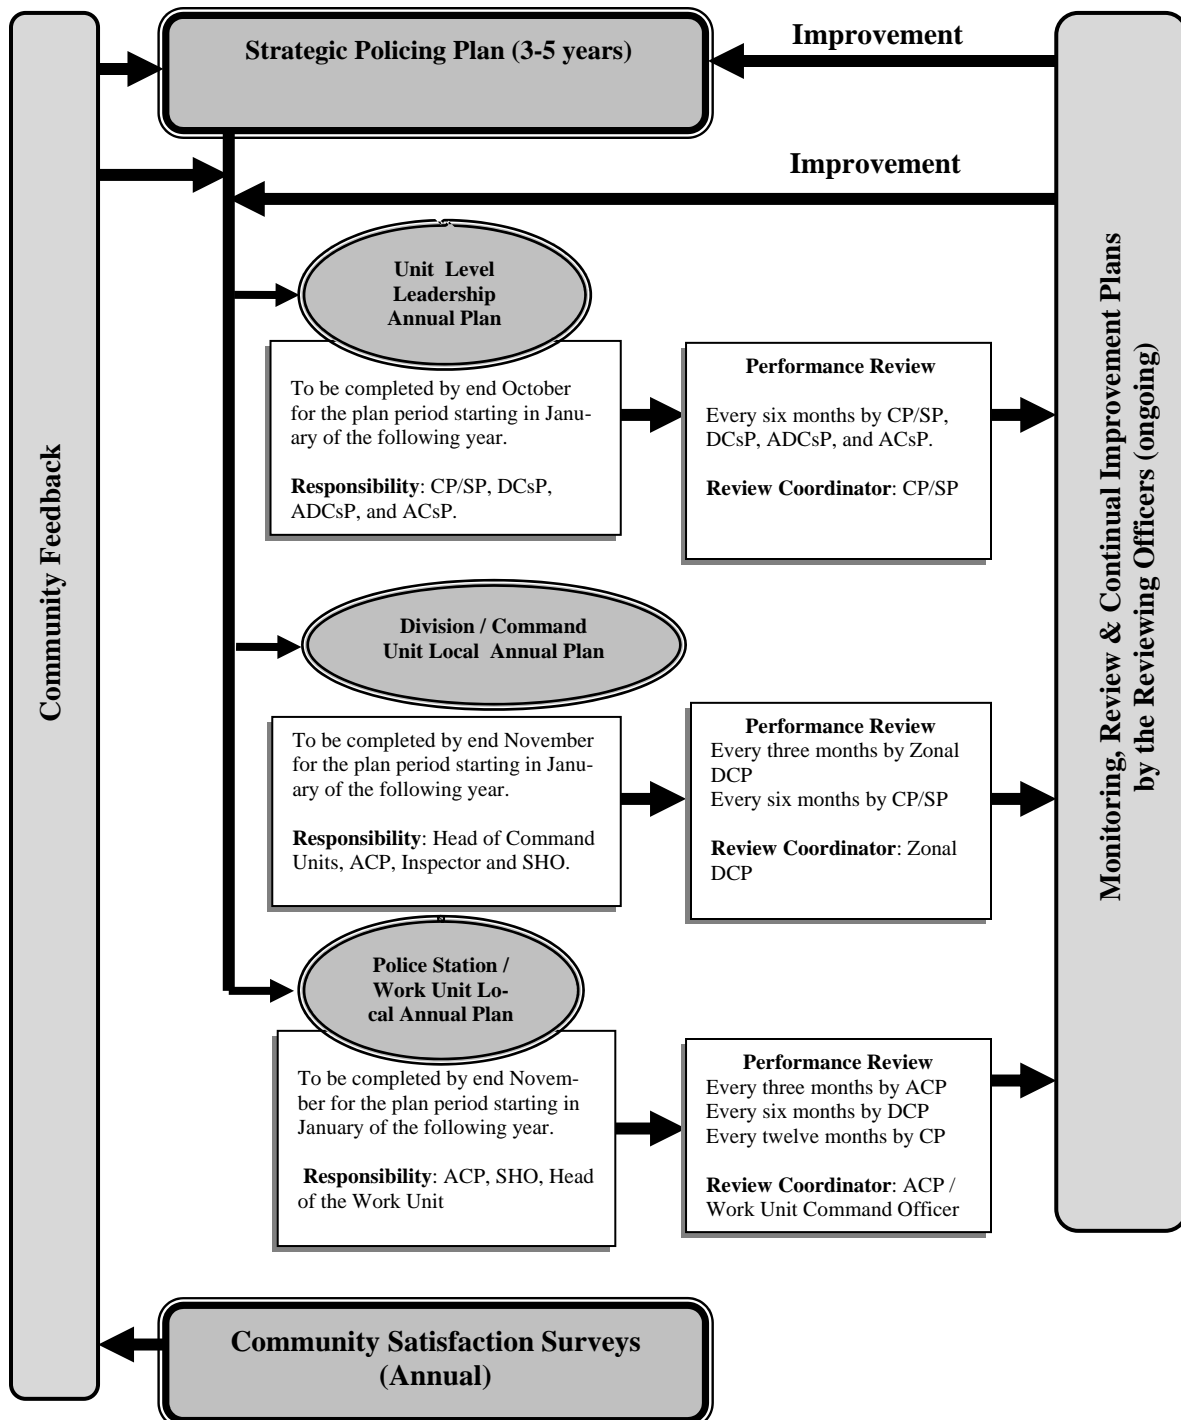 Strategic Policing Plan (3-5 years)
Improvement
Improvement
Community Feedback
Unit Level
Leadership
Annual Plan
To be completed by end October
for the plan period starting in Janu-
ary of the following year.
Responsibility: CP/SP, DCsP,
ADCsP, and ACsP.
Performance Review
Every six months by CP/SP,
DCsP, ADCsP, and ACsP.
Review Coordinator: CP/SP
Division / Command
Unit Local Annual Plan
To be completed by end November
for the plan period starting in Janu-
ary of the following year.
Responsibility: Head of Command
Units, ACP, Inspector and SHO.
Performance Review
Every three months by Zonal
DCP
Every six months by CP/SP
Review Coordinator: Zonal
DCP
Police Station /
Work Unit Lo-
cal Annual Plan
To be completed by end Novem-
ber for the plan period starting in
January of the following year.
Responsibility: ACP, SHO, Head
of the Work Unit
Performance Review
Every three months by ACP
Every six months by DCP
Every twelve months by CP
Review Coordinator: ACP /
Work Unit Command Officer
Monitoring, Review & Continual Improvement Plans
by the Reviewing Officers (ongoing)
Community Satisfaction Surveys
(Annual)